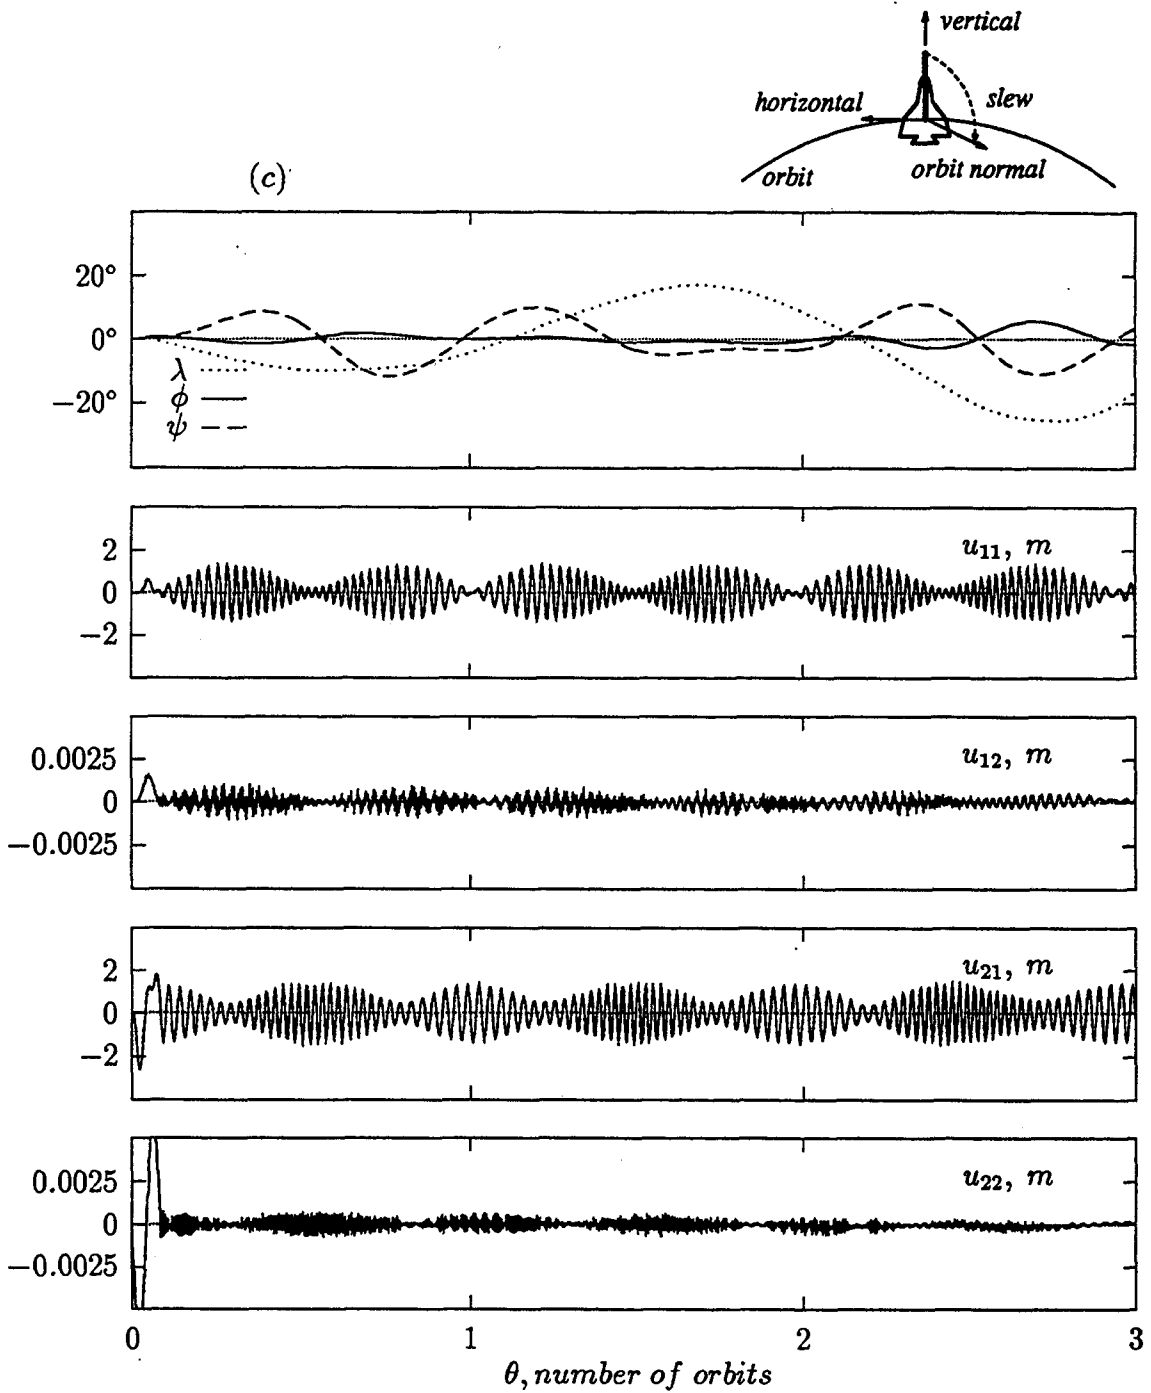 vertical
horizontal
slew
orbit
orbit normal
(c)
20°
0°
−20°
λ
ϕ
ψ
u₁₁, m
2
0
−2
u₁₂, m
0.0025
0
−0.0025
u₂₁, m
2
0
−2
u₂₂, m
0.0025
0
−0.0025
0 1 2 3
θ, number of orbits